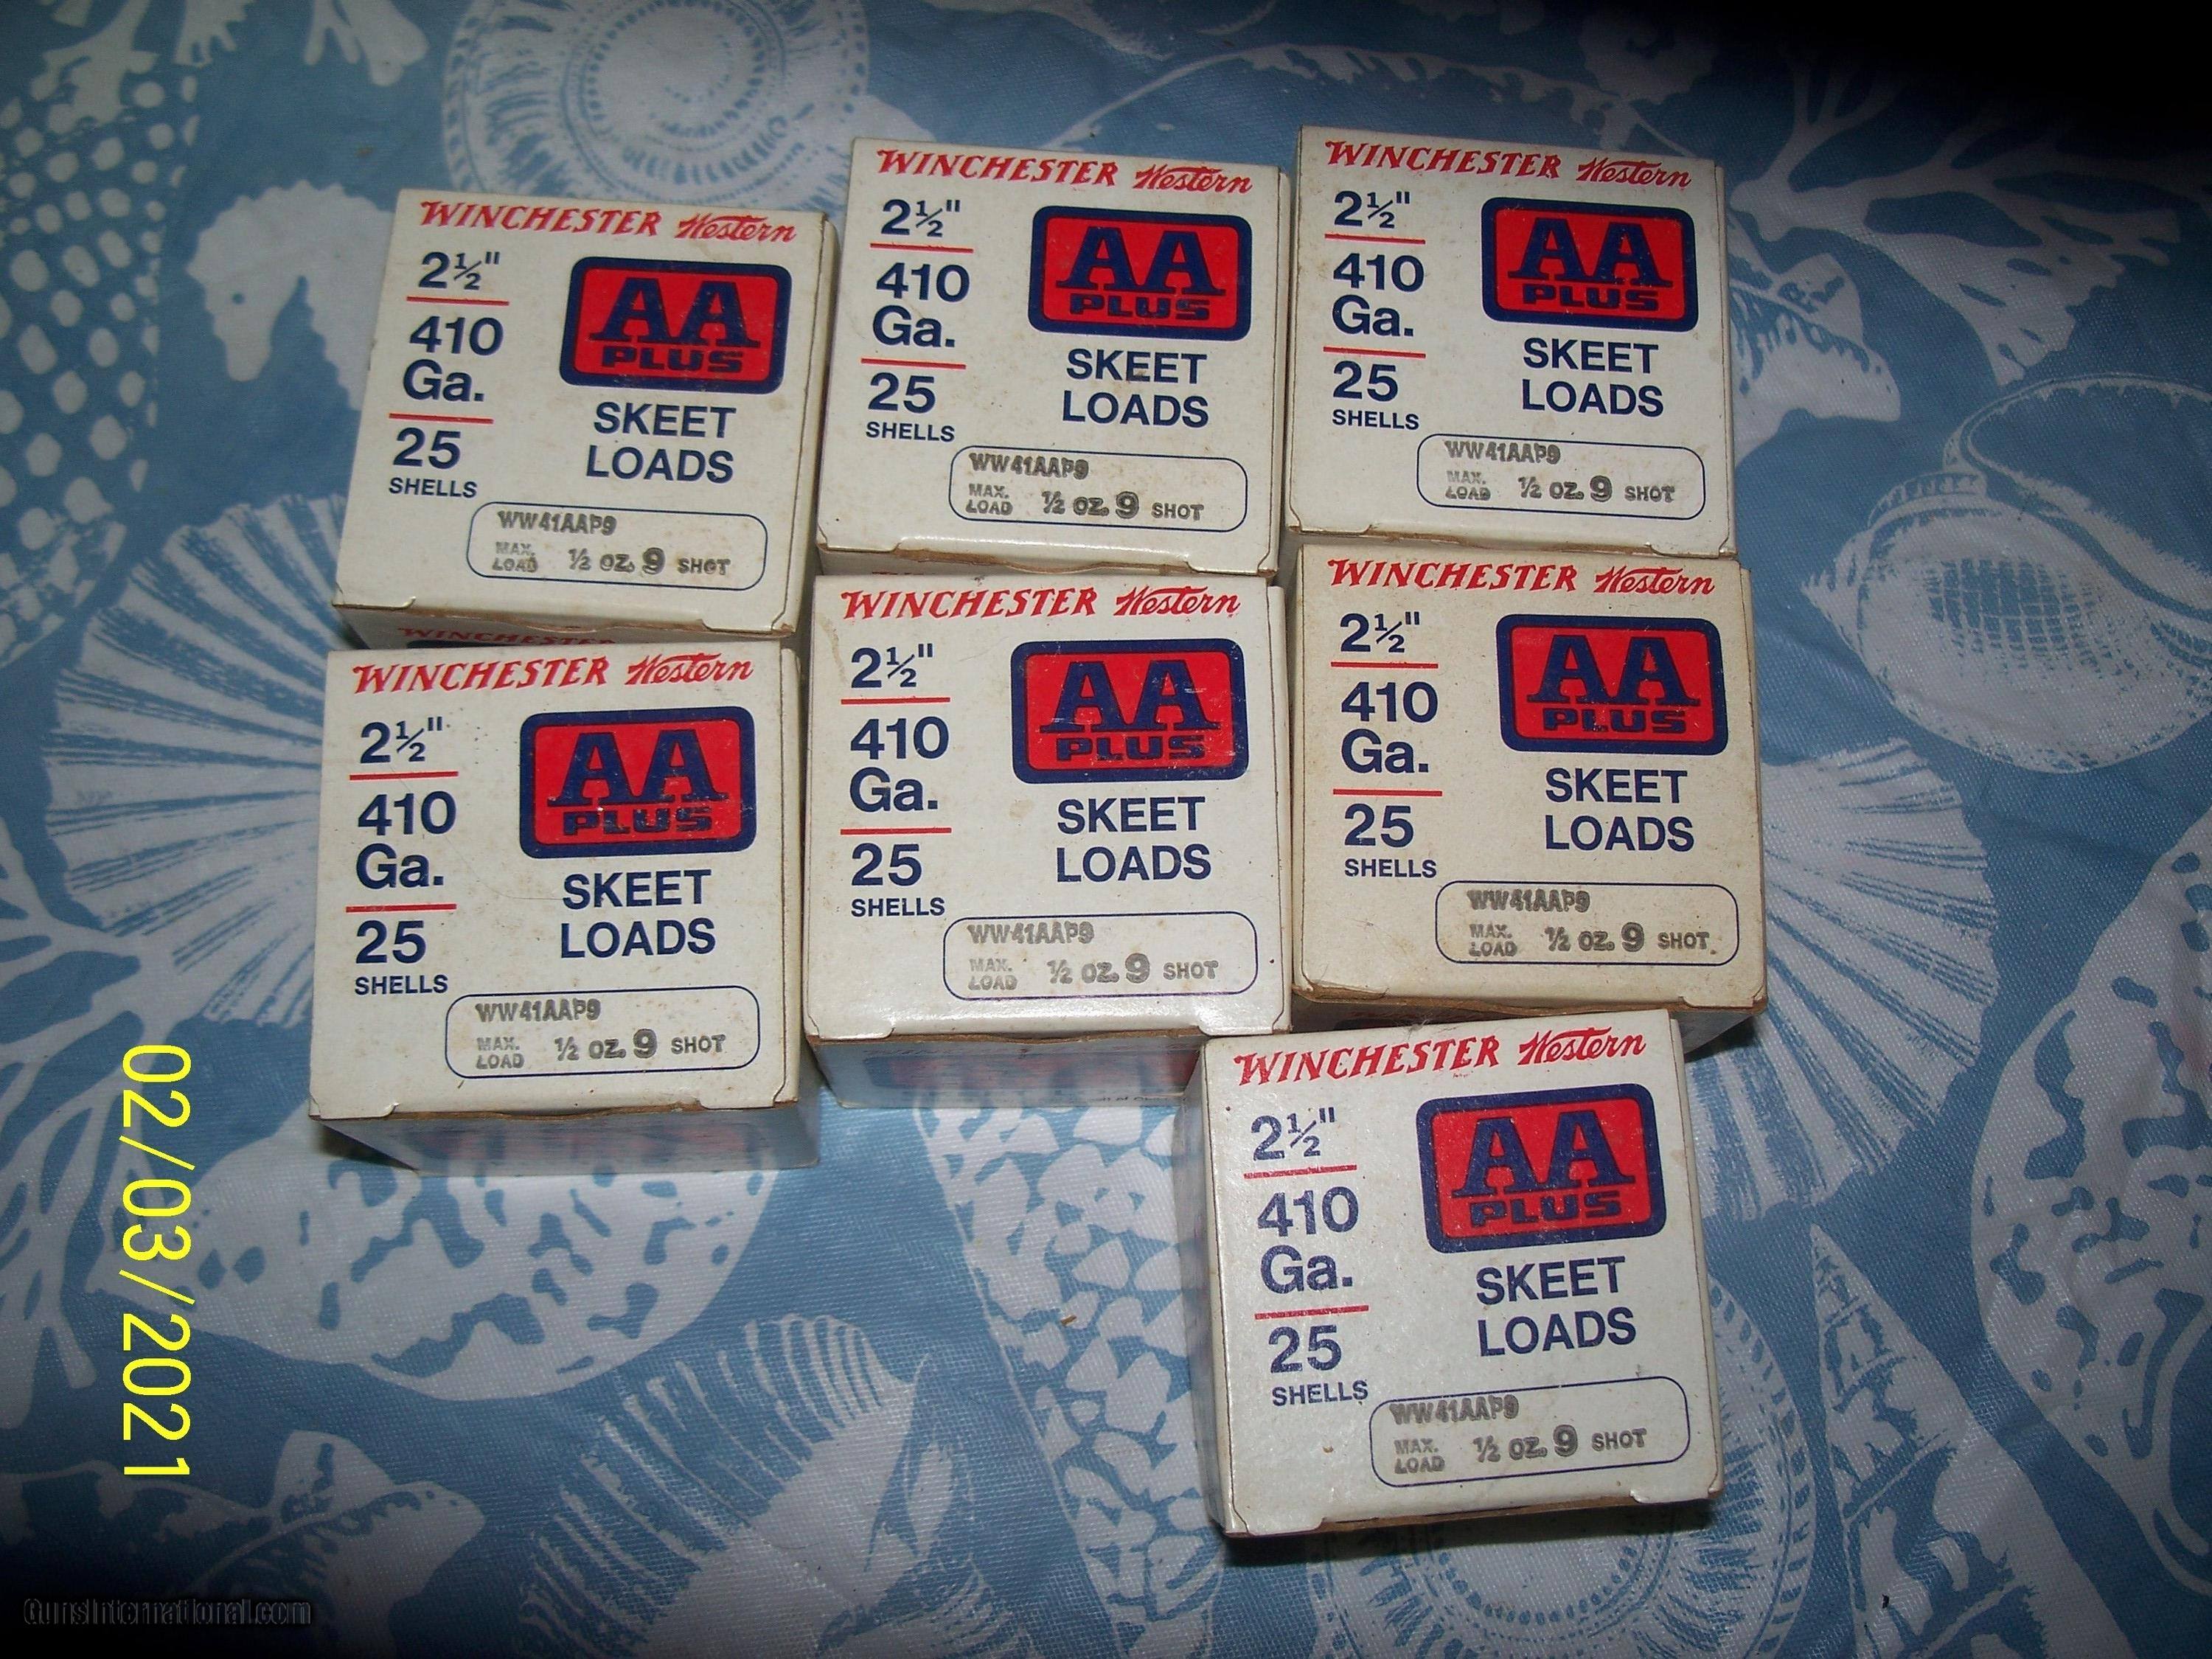 WINCHESTER Western
2½"
410
Ga.
25
SHELLS
AA
PLUS
SKEET
LOADS
WW41AAP9
MAX. LOAD ½ OZ. 9 SHOT
WINCHESTER Western
2½"
410
Ga.
25
SHELLS
AA
PLUS
SKEET
LOADS
WW41AAP9
MAX. LOAD ½ OZ. 9 SHOT
WINCHESTER Western
2½"
410
Ga.
25
SHELLS
AA
PLUS
SKEET
LOADS
WW41AAP9
MAX. LOAD ½ OZ. 9 SHOT
WINCHESTER
WINCHESTER Western
2½"
410
Ga.
25
SHELLS
AA
PLUS
SKEET
LOADS
WW41AAP9
MAX. LOAD ½ OZ. 9 SHOT
WINCHESTER Western
2½"
410
Ga.
25
SHELLS
AA
PLUS
SKEET
LOADS
WW41AAP9
MAX. LOAD ½ OZ. 9 SHOT
WINCHESTER Western
2½"
410
Ga.
25
SHELLS
AA
PLUS
SKEET
LOADS
WW41AAP9
MAX. LOAD ½ OZ. 9 SHOT
WINCHESTER Western
2½"
410
Ga.
25
SHELLS
AA
PLUS
SKEET
LOADS
WW41AAP9
MAX. LOAD ½ OZ. 9 SHOT
02/03/2021
GunsInternational.com